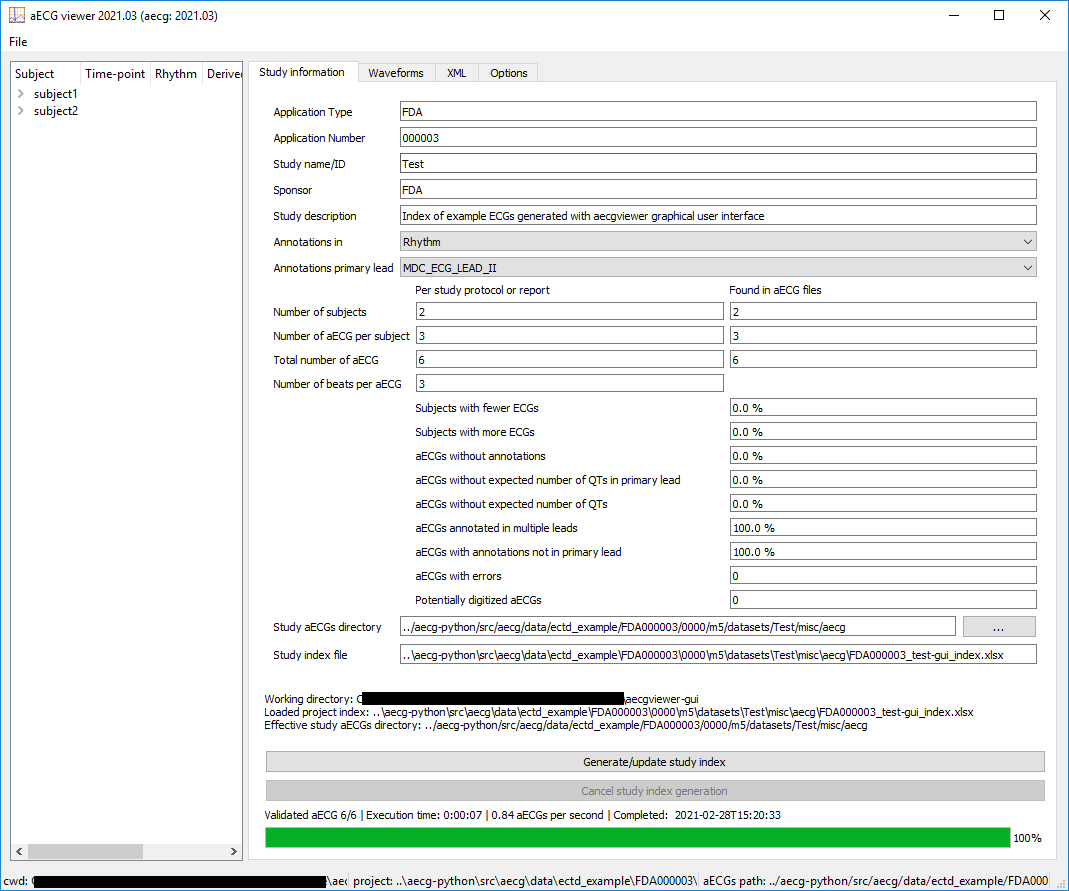 aECG viewer 2021.03 (aecg: 2021.03)
File
Subject Time-point Rhythm Derived
subject1
subject2
Study information Waveforms XML Options
Application Type FDA
Application Number 000003
Study name/ID Test
Sponsor FDA
Study description Index of example ECGs generated with aecgviewer graphical user interface
Annotations in Rhythm
Annotations primary lead MDC_ECG_LEAD_II
Per study protocol or report Found in aECG files
Number of subjects 2 2
Number of aECG per subject 3 3
Total number of aECG 6 6
Number of beats per aECG 3
Subjects with fewer ECGs 0.0 %
Subjects with more ECGs 0.0 %
aECGs without annotations 0.0 %
aECGs without expected number of QTs in primary lead 0.0 %
aECGs without expected number of QTs 0.0 %
aECGs annotated in multiple leads 100.0 %
aECGs with annotations not in primary lead 100.0 %
aECGs with errors 0
Potentially digitized aECGs 0
Study aECGs directory ../aecg-python/src/aecg/data/ectd_example/FDA000003/0000/m5/datasets/Test/misc/aecg ...
Study index file ..\aecg-python\src\aecg\data\ectd_example\FDA000003\0000\m5\datasets\Test\misc\aecg\FDA000003_test-gui_index.xlsx
Working directory: C \aecgviewer-gui
Loaded project index: ..\aecg-python\src\aecg\data\ectd_example\FDA000003\0000\m5\datasets\Test\misc\aecg\FDA000003_test-gui_index.xlsx
Effective study aECGs directory: ../aecg-python/src/aecg/data/ectd_example/FDA000003/0000/m5/datasets/Test/misc/aecg
Generate/update study index
Cancel study index generation
Validated aECG 6/6 | Execution time: 0:00:07 | 0.84 aECGs per second | Completed: 2021-02-28T15:20:33
100%
cwd: \aec project: ..\aecg-python\src\aecg\data\ectd_example\FDA000003\ aECGs path: ../aecg-python/src/aecg/data/ectd_example/FDA000